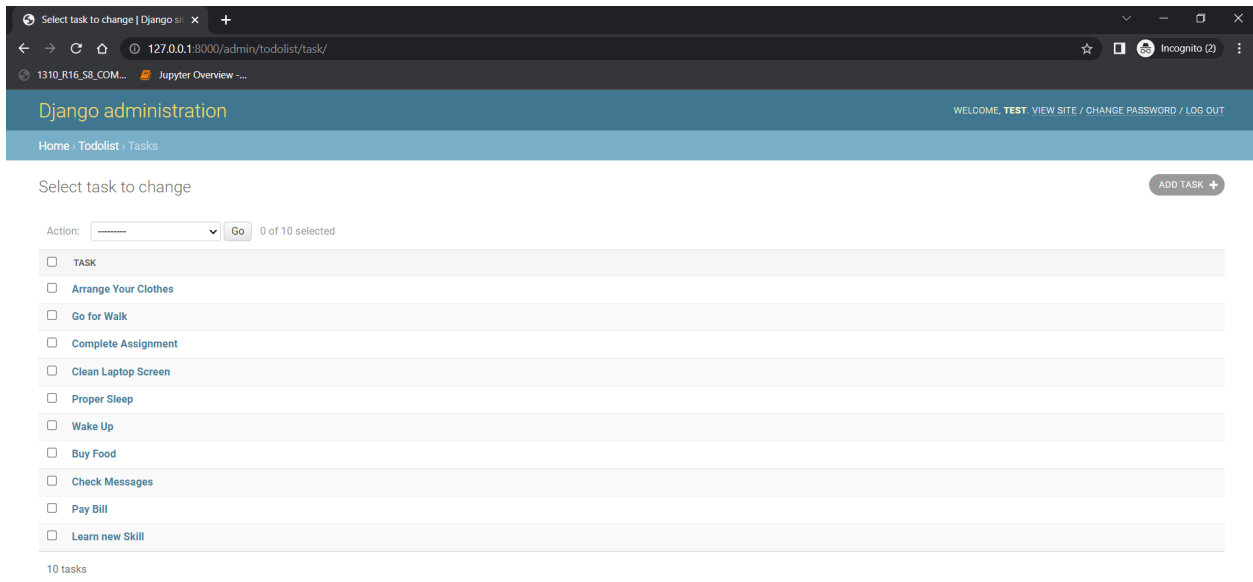 Select task to change | Django si
127.0.0.1:8000/admin/todolist/task/
Incognito (2)
1310_R16_S8_COM... Jupyter Overview -...
Django administration
WELCOME, TEST. VIEW SITE / CHANGE PASSWORD / LOG OUT
Home › Todolist › Tasks
Select task to change
ADD TASK +
Action: --------- Go 0 of 10 selected
TASK
Arrange Your Clothes
Go for Walk
Complete Assignment
Clean Laptop Screen
Proper Sleep
Wake Up
Buy Food
Check Messages
Pay Bill
Learn new Skill
10 tasks